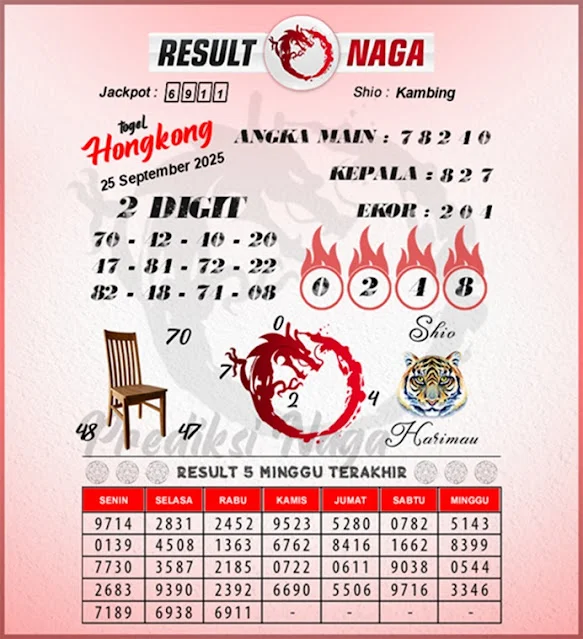 RESULT NAGA
Jackpot : 6911
Shio : Kambing
togel
Hongkong
25 September 2025
ANGKA MAIN : 7 8 2 4 0
KEPALA : 8 2 7
EKOR : 2 0 4
2 DIGIT
70 - 42 - 40 - 20
47 - 84 - 72 - 22
82 - 48 - 74 - 08
0 2 4 8
70
48 47
0
7
2
4
Shio
Harimau
Prediksi Naga
RESULT 5 MINGGU TERAKHIR
SENIN SELASA RABU KAMIS JUMAT SABTU MINGGU
9714 2831 2452 9523 5280 0782 5143
0139 4508 1363 6762 8416 1662 8399
7730 3587 2185 0722 0611 9038 0544
2683 9390 2392 6690 5506 9716 3346
7189 6938 6911 - - - -